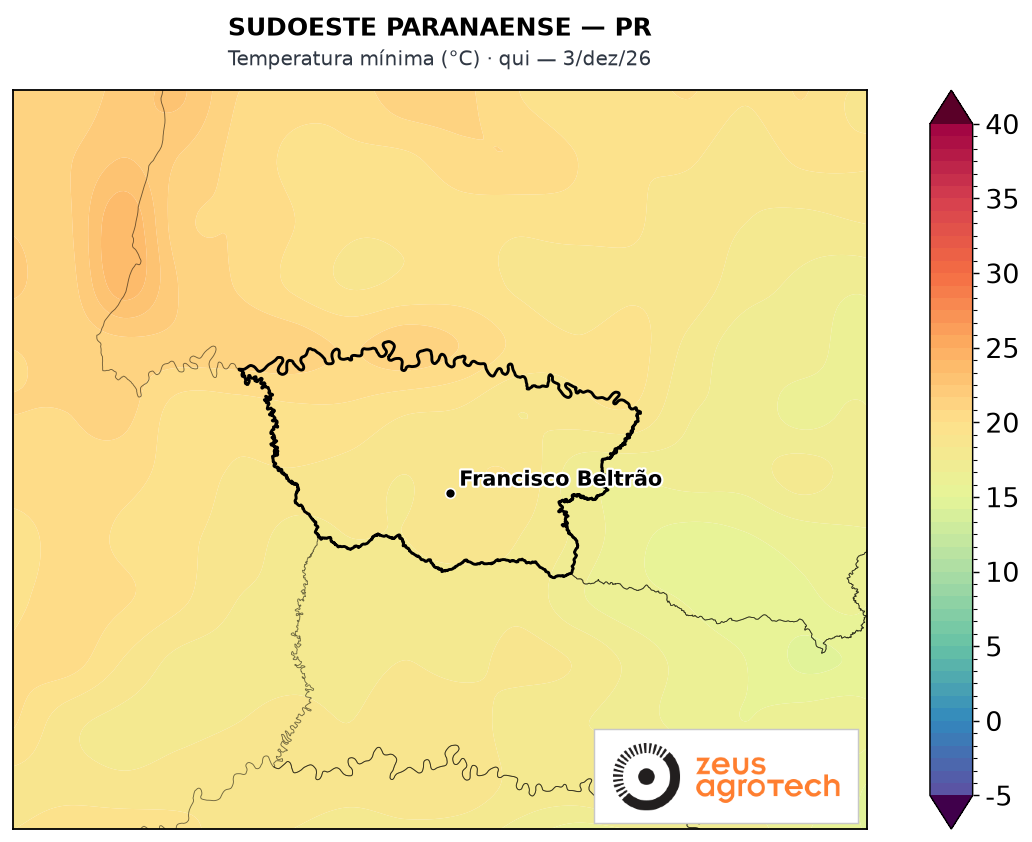 SUDOESTE PARANAENSE — PR
Temperatura mínima (°C) · qui — 3/dez/26
40
35
30
25
20
15
10
5
0
-5
Francisco Beltrão
zeus
agrotech